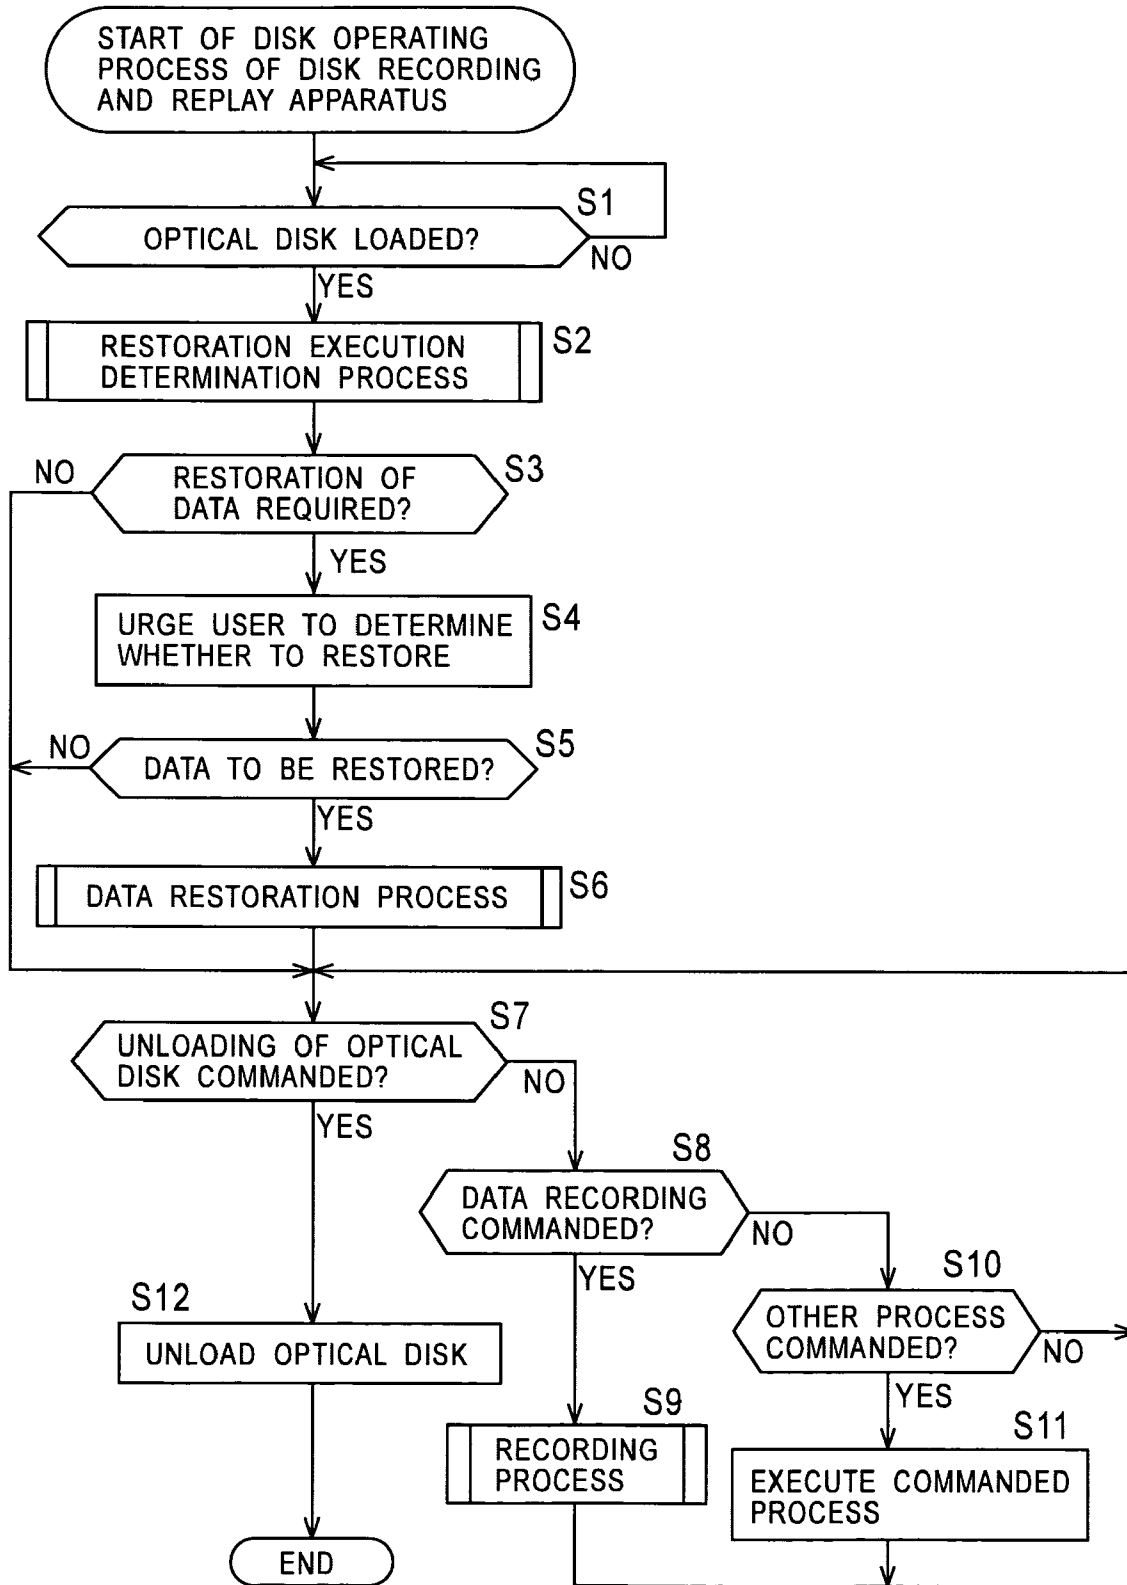 START OF DISK OPERATING
PROCESS OF DISK RECORDING
AND REPLAY APPARATUS
S1
OPTICAL DISK LOADED?
NO
YES
S2
RESTORATION EXECUTION
DETERMINATION PROCESS
NO
S3
RESTORATION OF
DATA REQUIRED?
YES
S4
URGE USER TO DETERMINE
WHETHER TO RESTORE
NO
S5
DATA TO BE RESTORED?
YES
DATA RESTORATION PROCESS
S6
S7
UNLOADING OF OPTICAL
DISK COMMANDED?
NO
YES
S8
DATA RECORDING
COMMANDED?
NO
YES
S10
OTHER PROCESS
COMMANDED?
NO
YES
S12
UNLOAD OPTICAL DISK
S9
RECORDING
PROCESS
S11
EXECUTE COMMANDED
PROCESS
END